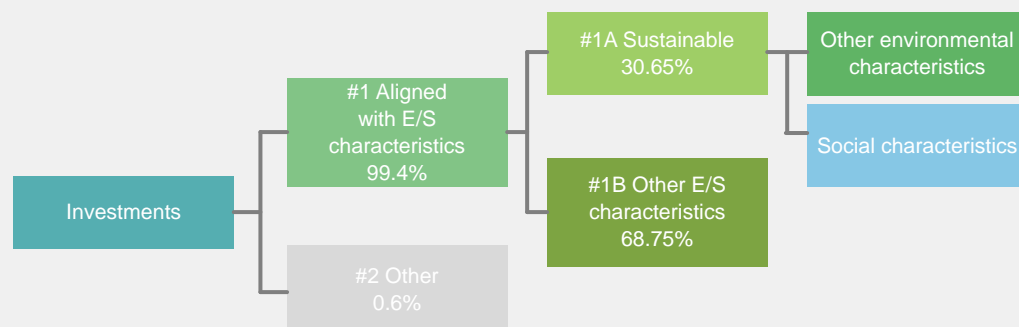 Investments
#1 Aligned
with E/S
characteristics
99.4%
#2 Other
0.6%
#1A Sustainable
30.65%
#1B Other E/S
characteristics
68.75%
Other environmental
characteristics
Social characteristics